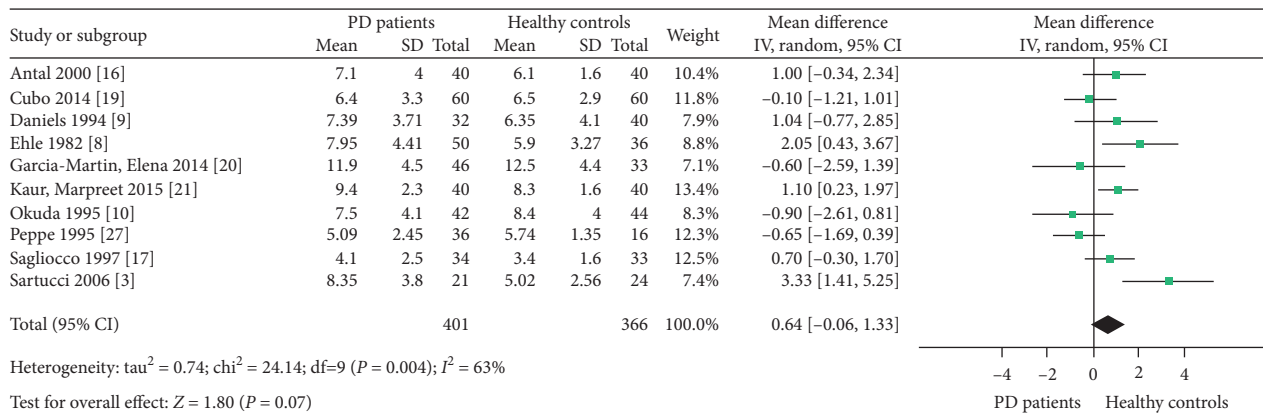 Study or subgroup PD patients Healthy controls Weight Mean difference Mean difference
Mean SD Total Mean SD Total IV, random, 95% CI IV, random, 95% CI
Antal 2000 [16] 7.1 4 40 6.1 1.6 40 10.4% 1.00 [–0.34, 2.34]
Cubo 2014 [19] 6.4 3.3 60 6.5 2.9 60 11.8% –0.10 [–1.21, 1.01]
Daniels 1994 [9] 7.39 3.71 32 6.35 4.1 40 7.9% 1.04 [–0.77, 2.85]
Ehle 1982 [8] 7.95 4.41 50 5.9 3.27 36 8.8% 2.05 [0.43, 3.67]
Garcia-Martin, Elena 2014 [20] 11.9 4.5 46 12.5 4.4 33 7.1% –0.60 [–2.59, 1.39]
Kaur, Marpreet 2015 [21] 9.4 2.3 40 8.3 1.6 40 13.4% 1.10 [0.23, 1.97]
Okuda 1995 [10] 7.5 4.1 42 8.4 4 44 8.3% –0.90 [–2.61, 0.81]
Peppe 1995 [27] 5.09 2.45 36 5.74 1.35 16 12.3% –0.65 [–1.69, 0.39]
Sagliocco 1997 [17] 4.1 2.5 34 3.4 1.6 33 12.5% 0.70 [–0.30, 1.70]
Sartucci 2006 [3] 8.35 3.8 21 5.02 2.56 24 7.4% 3.33 [1.41, 5.25]
Total (95% CI) 401 366 100.0% 0.64 [–0.06, 1.33]
Heterogeneity: tau² = 0.74; chi² = 24.14; df=9 (P = 0.004); I² = 63%
Test for overall effect: Z = 1.80 (P = 0.07)
–4 –2 0 2 4
PD patients Healthy controls